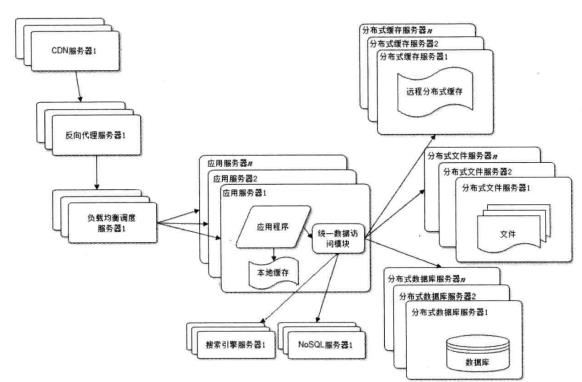 CDN服务器1
反向代理服务器1
负载均衡调度
服务器1
应用服务器n
应用服务器2
应用服务器1
应用程序
统一数据访
问模块
本地缓存
搜索引擎服务器1
NoSQL服务器1
分布式缓存服务器n
分布式缓存服务器2
分布式缓存服务器1
远程分布式缓存
分布式文件服务器n
分布式文件服务器2
分布式文件服务器1
文件
分布式数据库服务器n
分布式数据库服务器2
分布式数据库服务器1
数据库